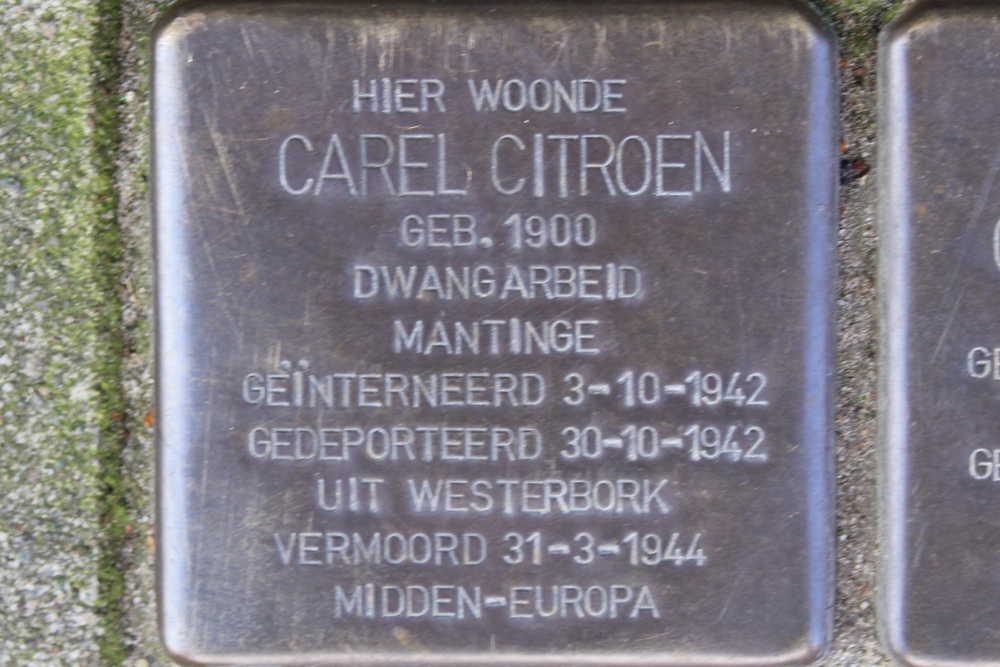 HIER WOONDE
CAREL CITROEN
GEB. 1900
DWANGARBEID
MANTINGE
GEÏNTERNEERD 3-10-1942
GEDEPORTEERD 30-10-1942
UIT WESTERBORK
VERMOORD 31-3-1944
MIDDEN-EUROPA